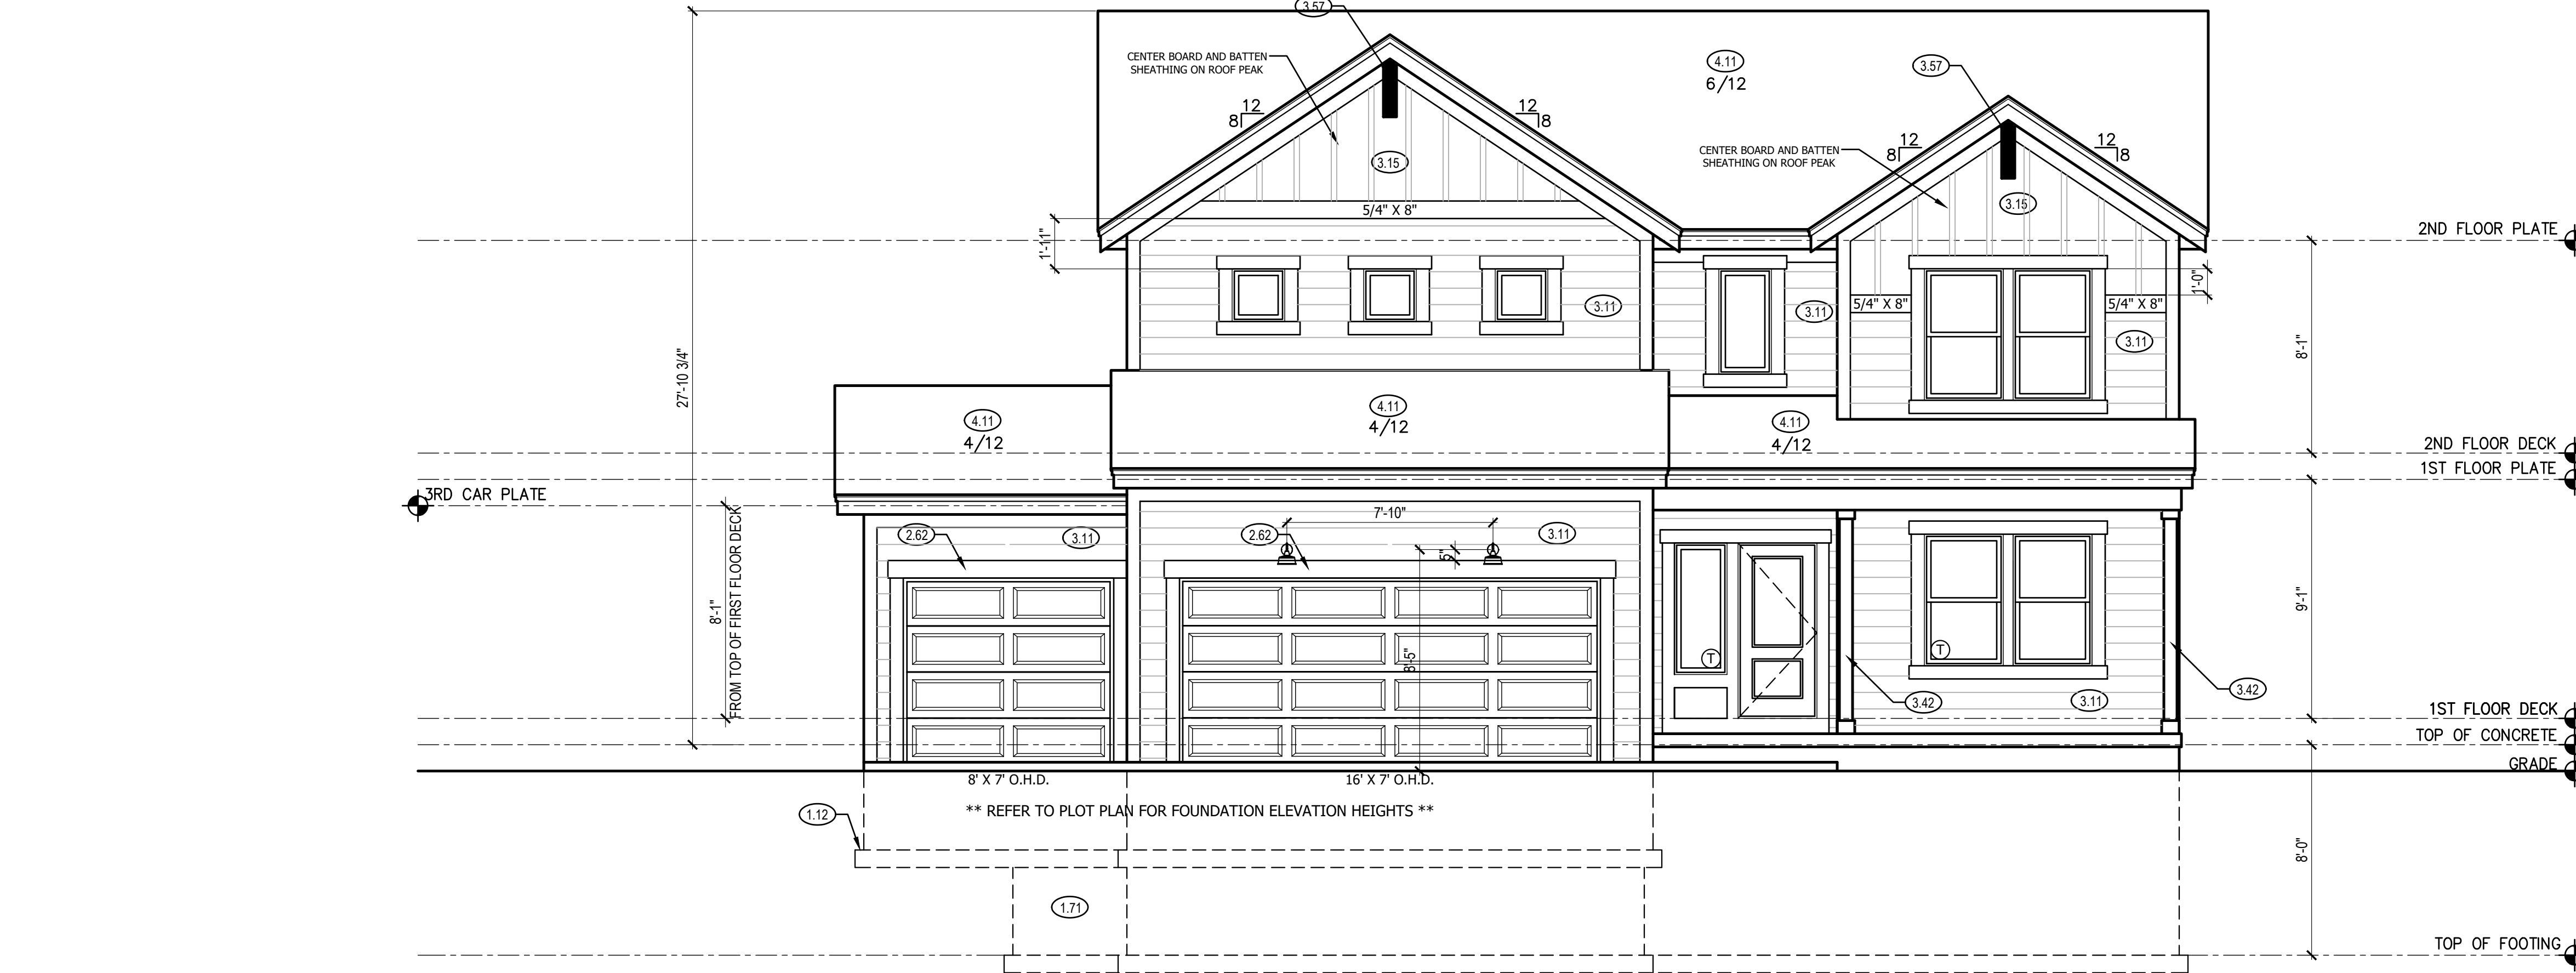 3.57
CENTER BOARD AND BATTEN
SHEATHING ON ROOF PEAK
4.11
6/12
3.57
12
8
12
8
3.15
5/4" X 8"
CENTER BOARD AND BATTEN
SHEATHING ON ROOF PEAK
12
8
12
8
3.15
1'-11"
2ND FLOOR PLATE
1'-0"
5/4" X 8"
5/4" X 8"
3.11
3.11
3.11
8'-1"
27'-10 3/4"
4.11
4/12
4.11
4/12
4.11
4/12
2ND FLOOR DECK
1ST FLOOR PLATE
3RD CAR PLATE
7'-10"
2.62
3.11
2.62
3.11
5"
8'-1"
FROM TOP OF FIRST FLOOR DECK
8'-5"
9'-1"
T
T
3.42
3.11
3.42
1ST FLOOR DECK
TOP OF CONCRETE
GRADE
8' X 7' O.H.D.
16' X 7' O.H.D.
** REFER TO PLOT PLAN FOR FOUNDATION ELEVATION HEIGHTS **
1.12
8'-0"
1.71
TOP OF FOOTING